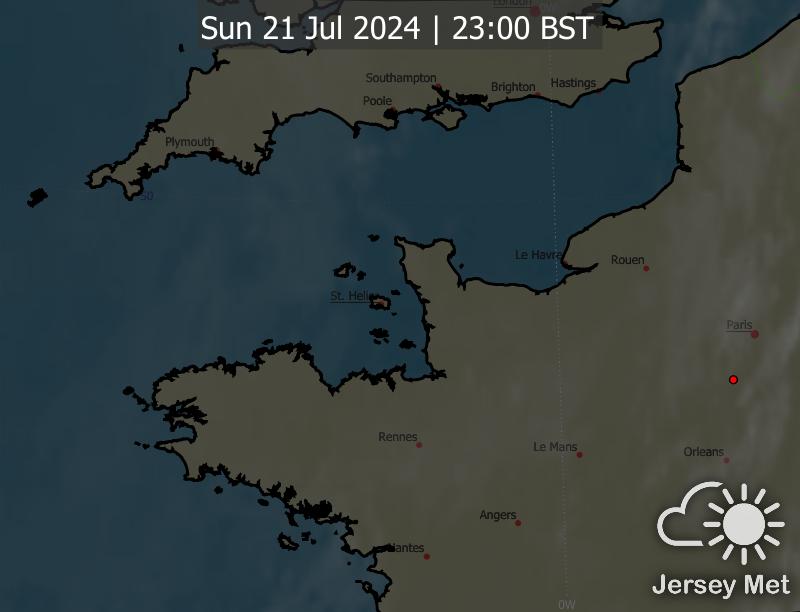 London
Sun 21 Jul 2024 | 23:00 BST
Southampton
Brighton
Hastings
Poole
Plymouth
50
Le Havre
Rouen
St. Helier
Paris
Rennes
Le Mans
Orleans
Angers
Nantes
0W
Jersey Met